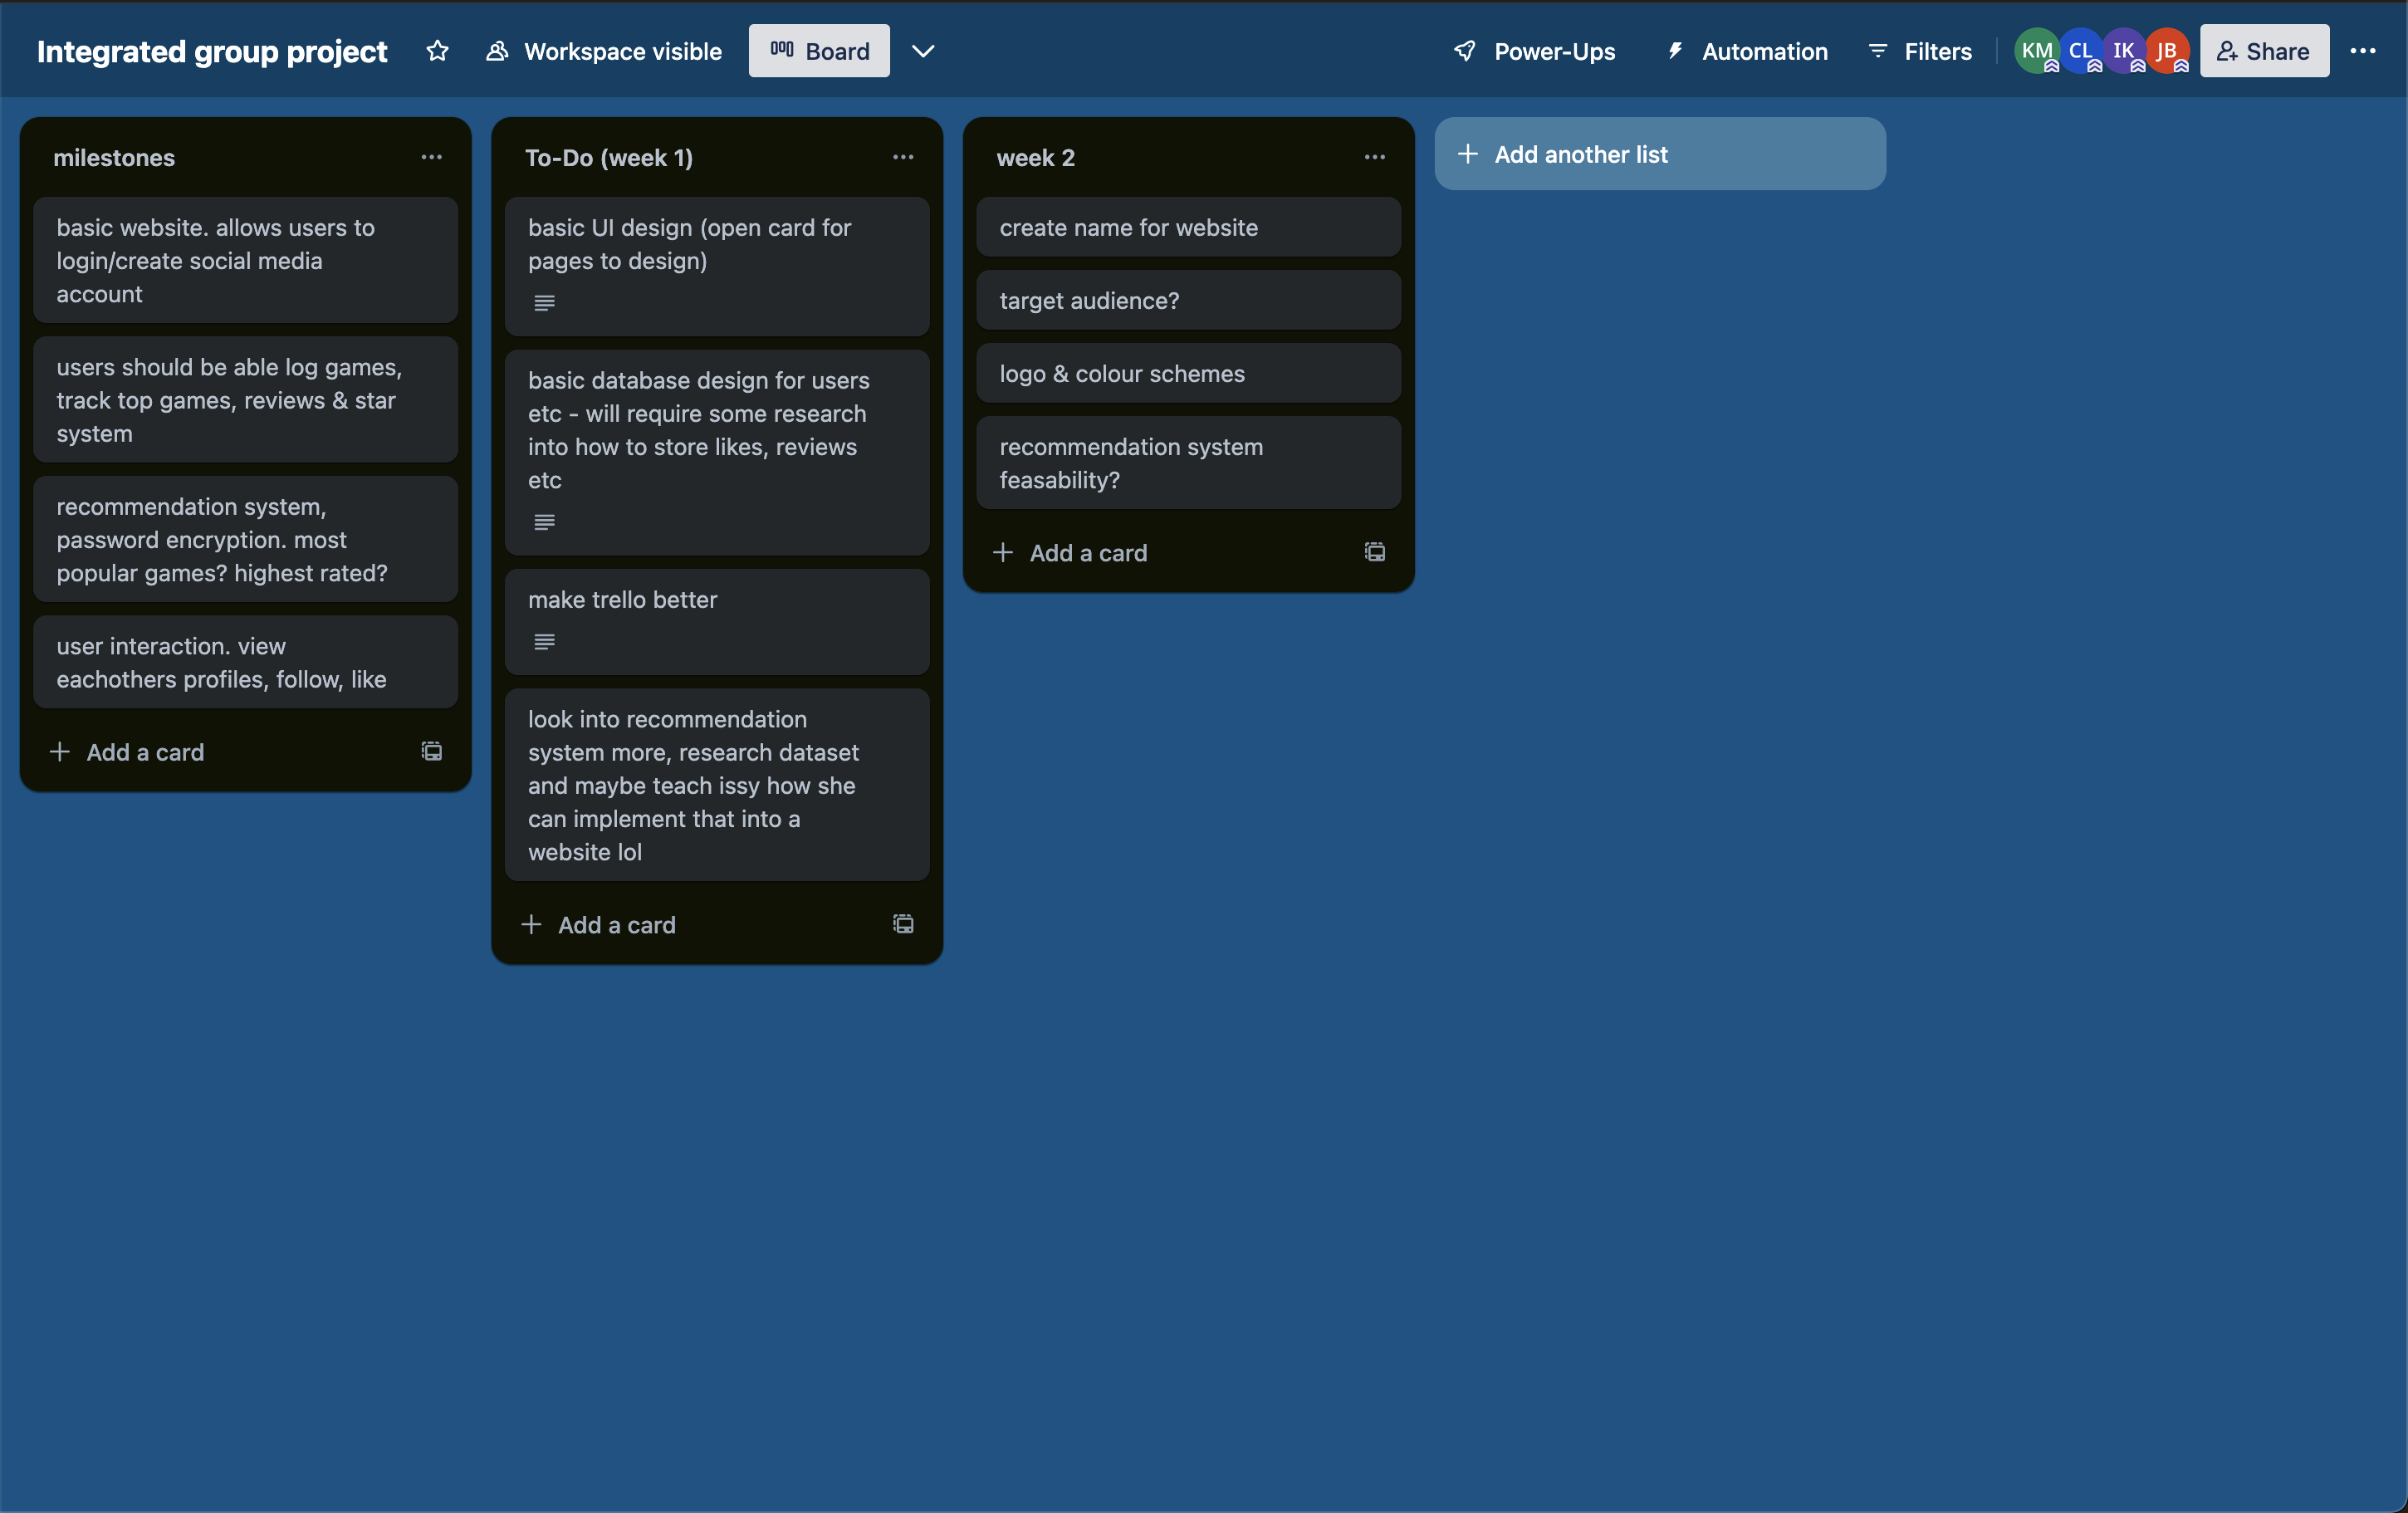 Integrated group project
Workspace visible
Board
Power-Ups
Automation
Filters
KM
CL
IK
JB
Share
milestones
basic website. allows users to
login/create social media
account
users should be able log games,
track top games, reviews & star
system
recommendation system,
password encryption. most
popular games? highest rated?
user interaction. view
eachothers profiles, follow, like
+ Add a card
To-Do (week 1)
basic UI design (open card for
pages to design)
basic database design for users
etc - will require some research
into how to store likes, reviews
etc
make trello better
look into recommendation
system more, research dataset
and maybe teach issy how she
can implement that into a
website lol
+ Add a card
week 2
create name for website
target audience?
logo & colour schemes
recommendation system
feasability?
+ Add a card
+ Add another list